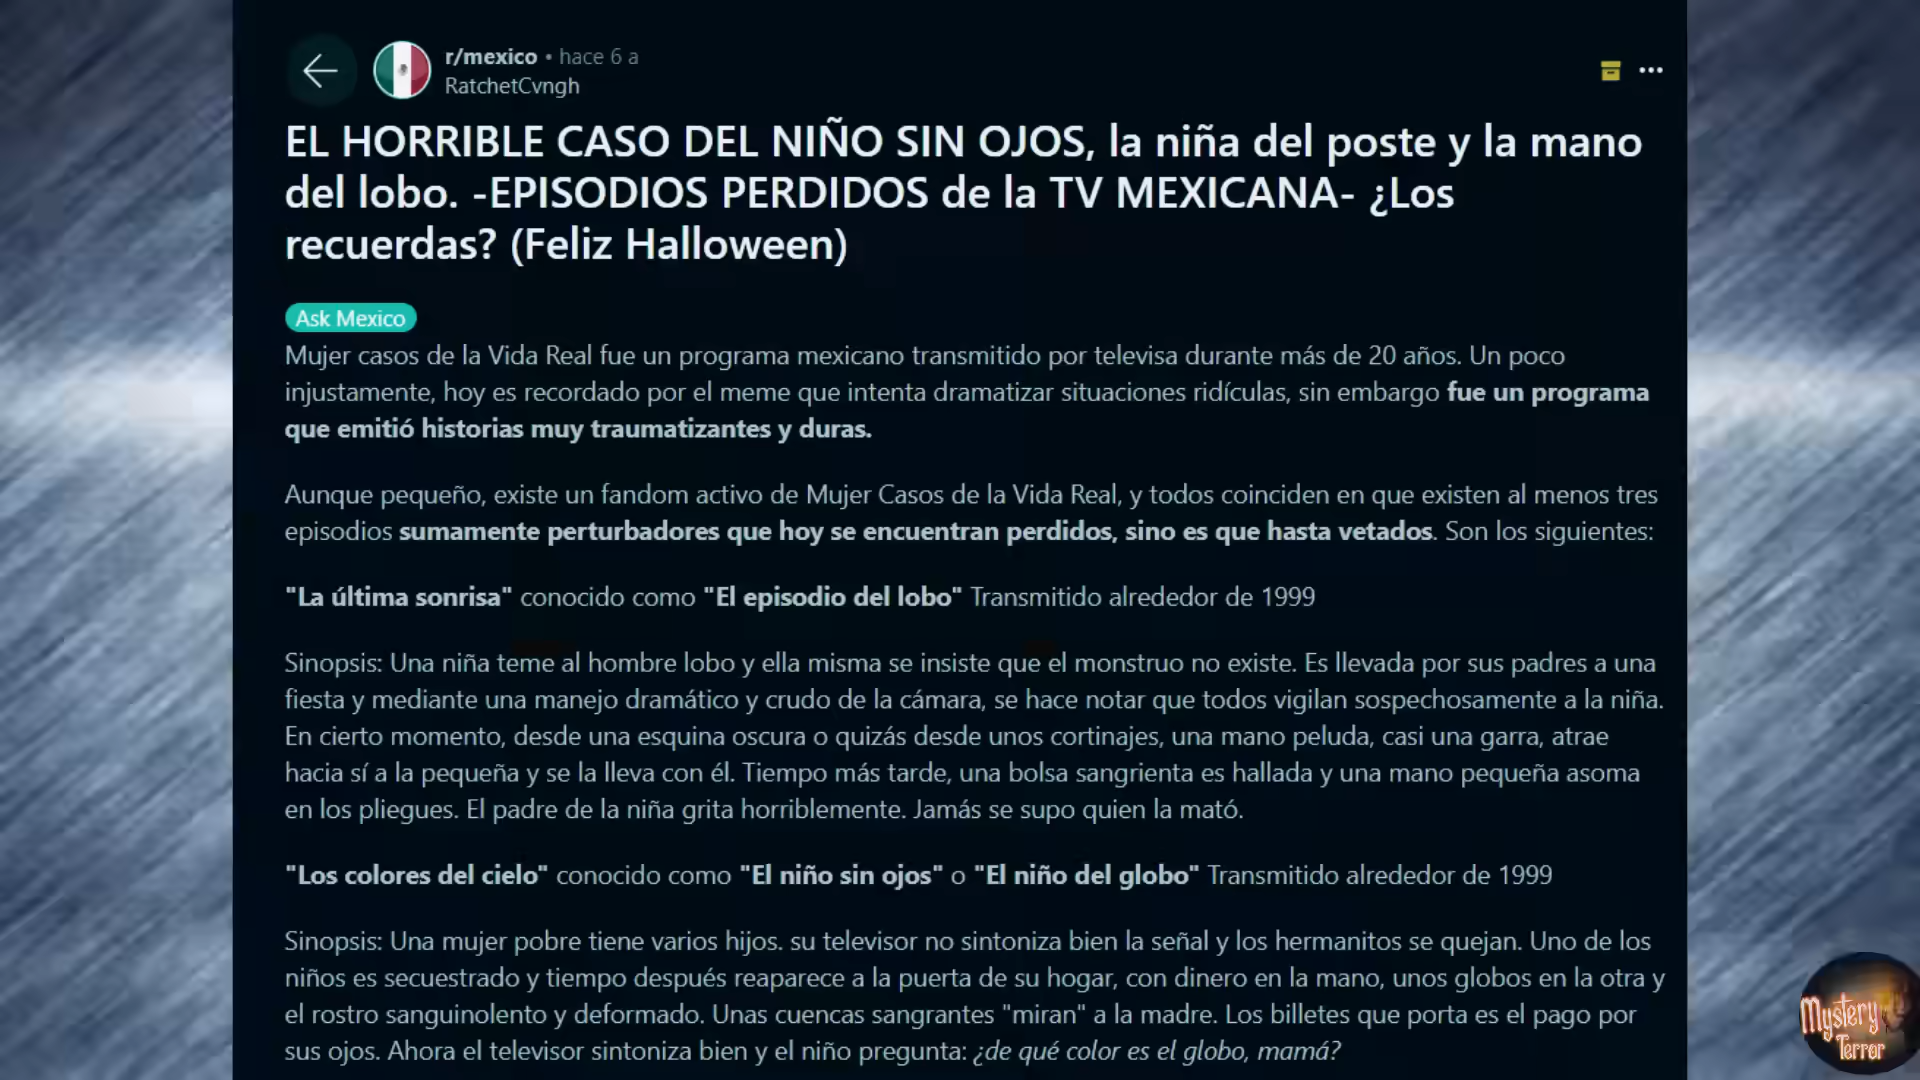 r/mexico • hace 6 a
RatchetCvngh
EL HORRIBLE CASO DEL NIÑO SIN OJOS, la niña del poste y la mano
del lobo. -EPISODIOS PERDIDOS de la TV MEXICANA- ¿Los
recuerdas? (Feliz Halloween)
Ask Mexico
Mujer casos de la Vida Real fue un programa mexicano transmitido por televisa durante más de 20 años. Un poco
injustamente, hoy es recordado por el meme que intenta dramatizar situaciones ridículas, sin embargo fue un programa
que emitió historias muy traumatizantes y duras.
Aunque pequeño, existe un fandom activo de Mujer Casos de la Vida Real, y todos coinciden en que existen al menos tres
episodios sumamente perturbadores que hoy se encuentran perdidos, sino es que hasta vetados. Son los siguientes:
"La última sonrisa" conocido como "El episodio del lobo" Transmitido alrededor de 1999
Sinopsis: Una niña teme al hombre lobo y ella misma se insiste que el monstruo no existe. Es llevada por sus padres a una
fiesta y mediante una manejo dramático y crudo de la cámara, se hace notar que todos vigilan sospechosamente a la niña.
En cierto momento, desde una esquina oscura o quizás desde unos cortinajes, una mano peluda, casi una garra, atrae
hacia sí a la pequeña y se la lleva con él. Tiempo más tarde, una bolsa sangrienta es hallada y una mano pequeña asoma
en los pliegues. El padre de la niña grita horriblemente. Jamás se supo quien la mató.
"Los colores del cielo" conocido como "El niño sin ojos" o "El niño del globo" Transmitido alrededor de 1999
Sinopsis: Una mujer pobre tiene varios hijos. su televisor no sintoniza bien la señal y los hermanitos se quejan. Uno de los
niños es secuestrado y tiempo después reaparece a la puerta de su hogar, con dinero en la mano, unos globos en la otra y
el rostro sanguinolento y deformado. Unas cuencas sangrantes "miran" a la madre. Los billetes que porta es el pago por
sus ojos. Ahora el televisor sintoniza bien y el niño pregunta: ¿de qué color es el globo, mamá?
Mystery
Terror